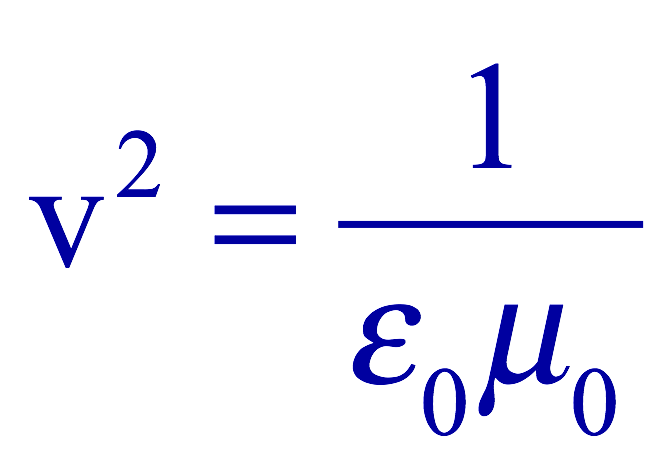 v² = 1 / ε₀μ₀